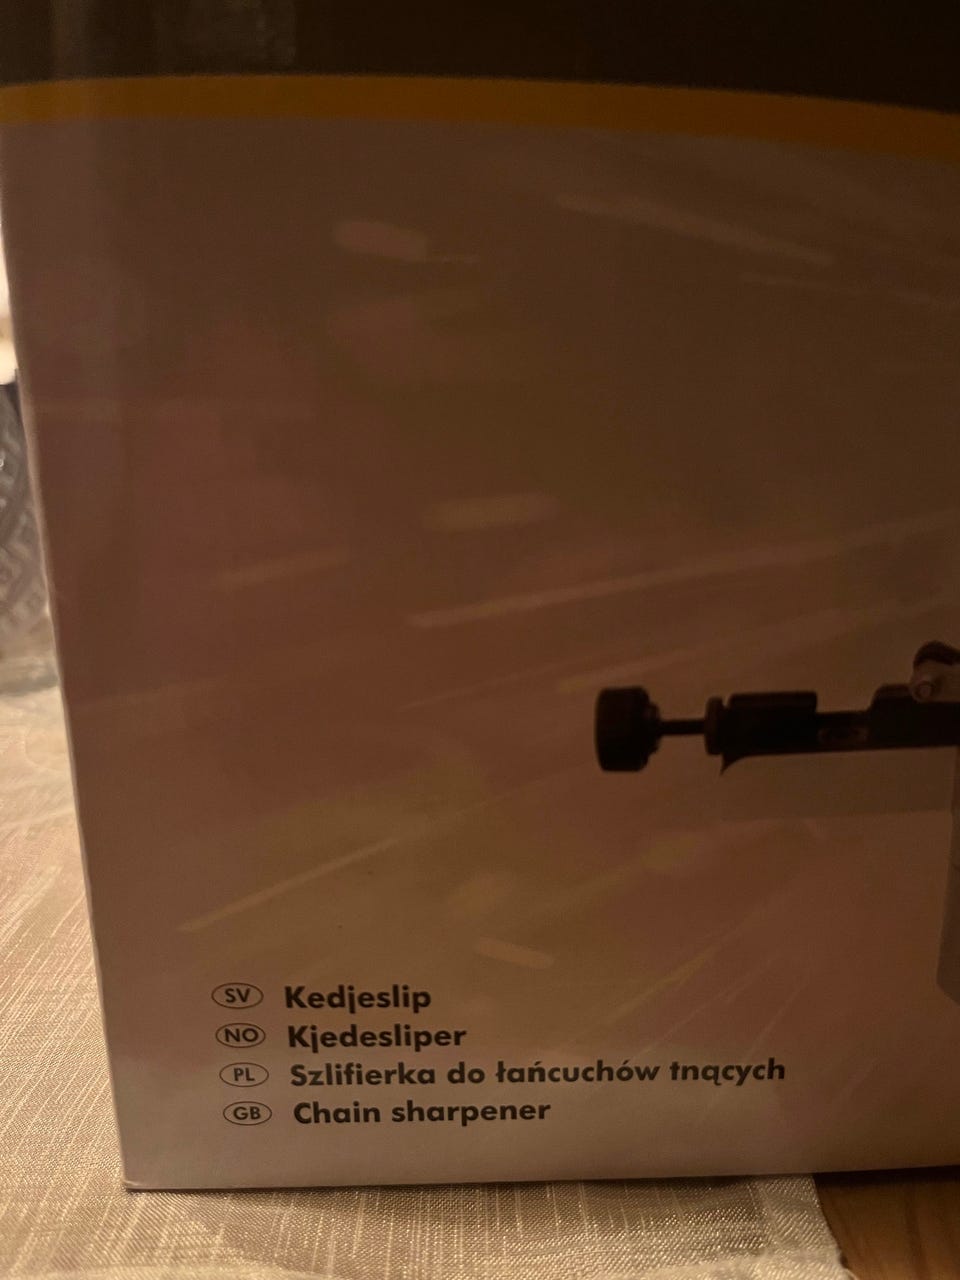 SV Kedjeslip
NO Kjedesliper
PL Szlifierka do łańcuchów tnących
GB Chain sharpener